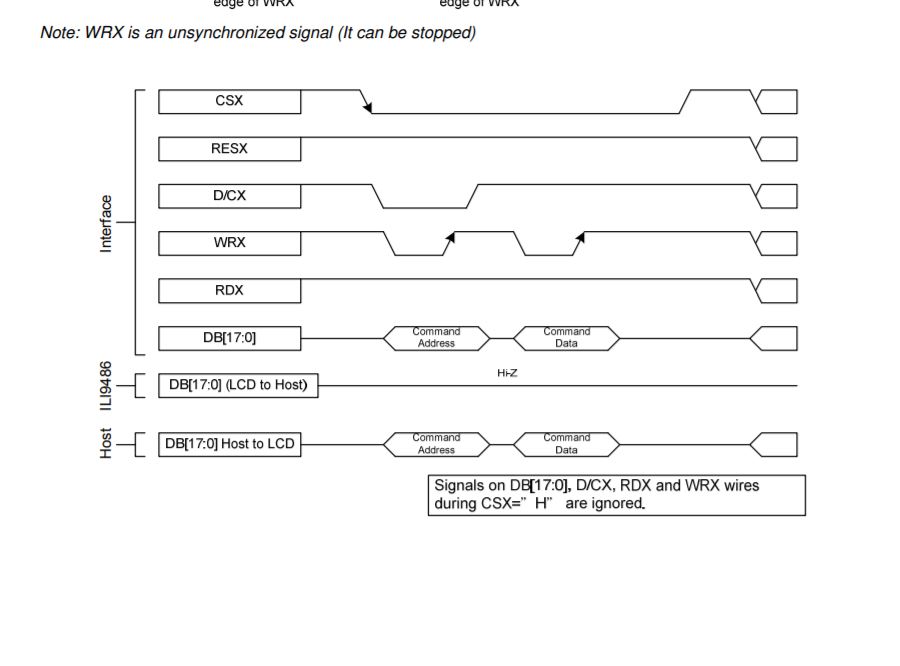 edge of WRX edge of WRX
Note: WRX is an unsynchronized signal (It can be stopped)
Interface
CSX
RESX
D/CX
WRX
RDX
DB[17:0]
Command Address
Command Data
ILI9486
DB[17:0] (LCD to Host)
Hi-Z
Host
DB[17:0] Host to LCD
Command Address
Command Data
Signals on DB[17:0], D/CX, RDX and WRX wires
during CSX=” H” are ignored.